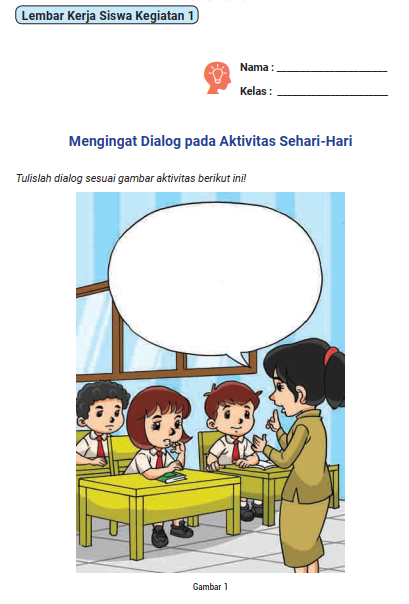 Lembar Kerja Siswa Kegiatan 1
Nama : ____________________
Kelas : ____________________
Mengingat Dialog pada Aktivitas Sehari-Hari
Tulislah dialog sesuai gambar aktivitas berikut ini!
Gambar 1